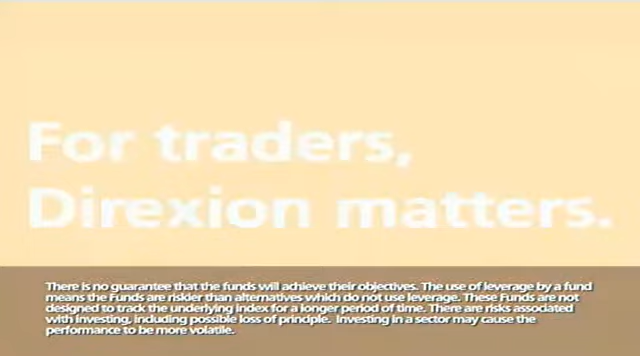 For traders,
Direxion matters.
There is no guarantee that the funds will achieve their objectives. The use of leverage by a fund
means the Funds are riskier than alternatives which do not use leverage. These Funds are not
designed to track the underlying index for a longer period of time. There are risks associated
with investing, including possible loss of principle. Investing in a sector may cause the
performance to be more volatile.